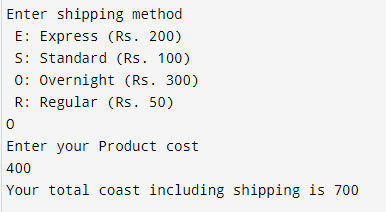 Enter shipping method
E: Express (Rs. 200)
S: Standard (Rs. 100)
O: Overnight (Rs. 300)
R: Regular (Rs. 50)
O
Enter your Product cost
400
Your total coast including shipping is 700